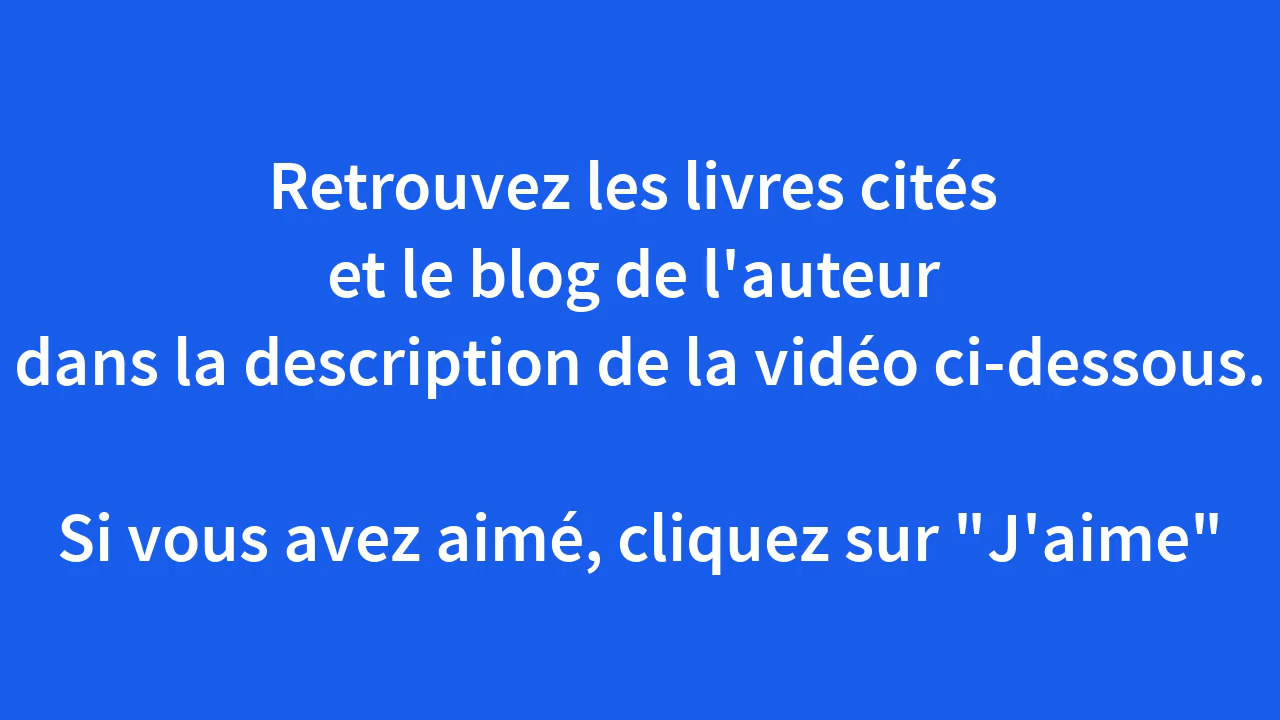 Retrouvez les livres cités
et le blog de l'auteur
dans la description de la vidéo ci-dessous.
Si vous avez aimé, cliquez sur "J'aime"